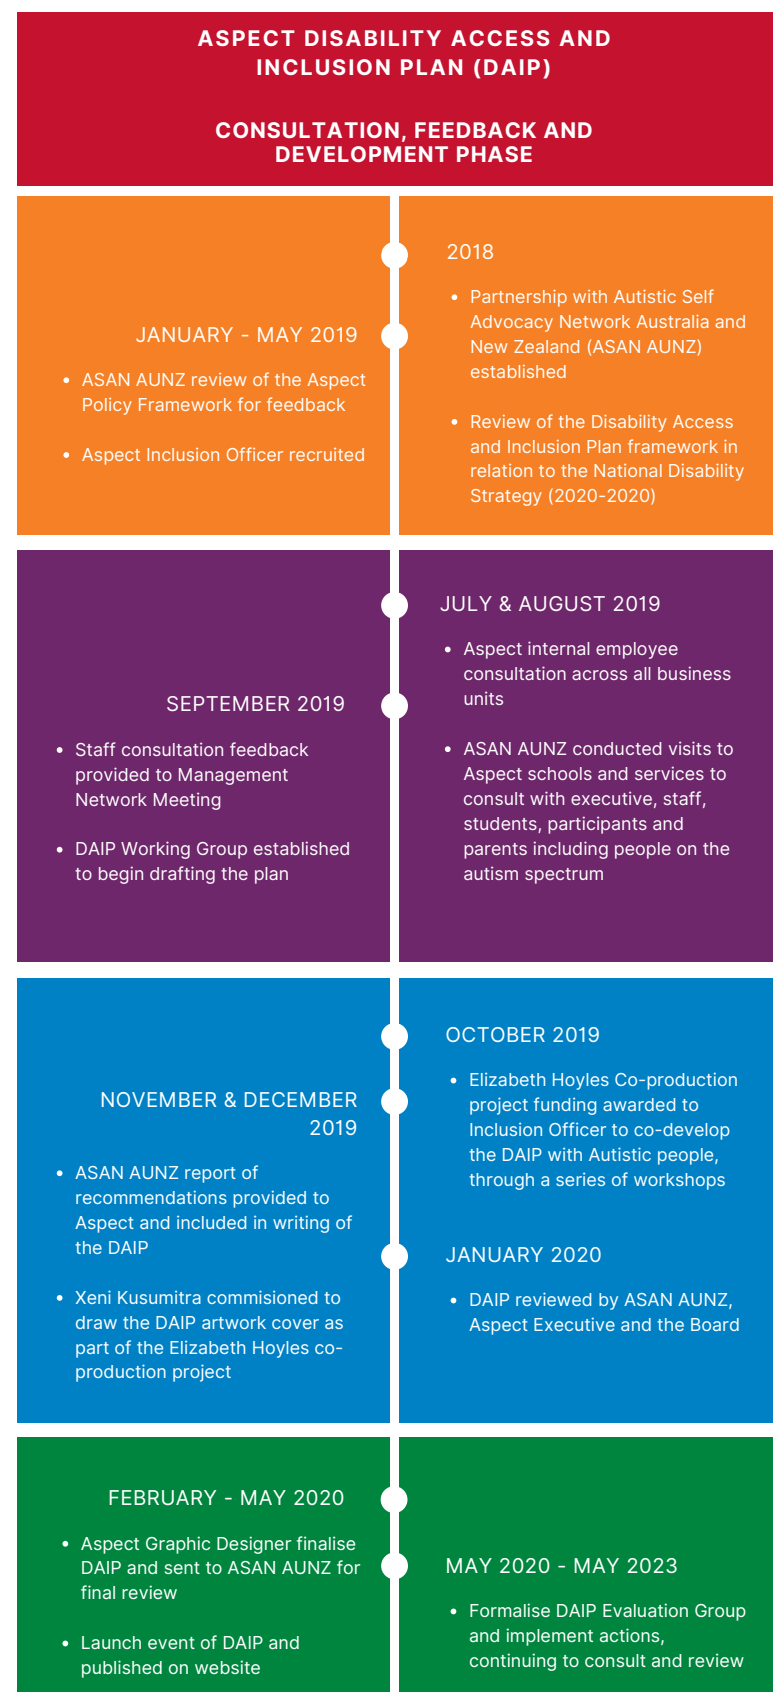 ASPECT DISABILITY ACCESS AND
INCLUSION PLAN (DAIP)
CONSULTATION, FEEDBACK AND
DEVELOPMENT PHASE
2018
• Partnership with Autistic Self
Advocacy Network Australia and
New Zealand (ASAN AUNZ)
established
• Review of the Disability Access
and Inclusion Plan framework in
relation to the National Disability
Strategy (2020-2020)
JANUARY - MAY 2019
• ASAN AUNZ review of the Aspect
Policy Framework for feedback
• Aspect Inclusion Officer recruited
JULY & AUGUST 2019
• Aspect internal employee
consultation across all business
units
• ASAN AUNZ conducted visits to
Aspect schools and services to
consult with executive, staff,
students, participants and
parents including people on the
autism spectrum
SEPTEMBER 2019
• Staff consultation feedback
provided to Management
Network Meeting
• DAIP Working Group established
to begin drafting the plan
OCTOBER 2019
• Elizabeth Hoyles Co-production
project funding awarded to
Inclusion Officer to co-develop
the DAIP with Autistic people,
through a series of workshops
NOVEMBER & DECEMBER
2019
• ASAN AUNZ report of
recommendations provided to
Aspect and included in writing of
the DAIP
• Xeni Kusumitra commisioned to
draw the DAIP artwork cover as
part of the Elizabeth Hoyles co-
production project
JANUARY 2020
• DAIP reviewed by ASAN AUNZ,
Aspect Executive and the Board
FEBRUARY - MAY 2020
• Aspect Graphic Designer finalise
DAIP and sent to ASAN AUNZ for
final review
• Launch event of DAIP and
published on website
MAY 2020 - MAY 2023
• Formalise DAIP Evaluation Group
and implement actions,
continuing to consult and review